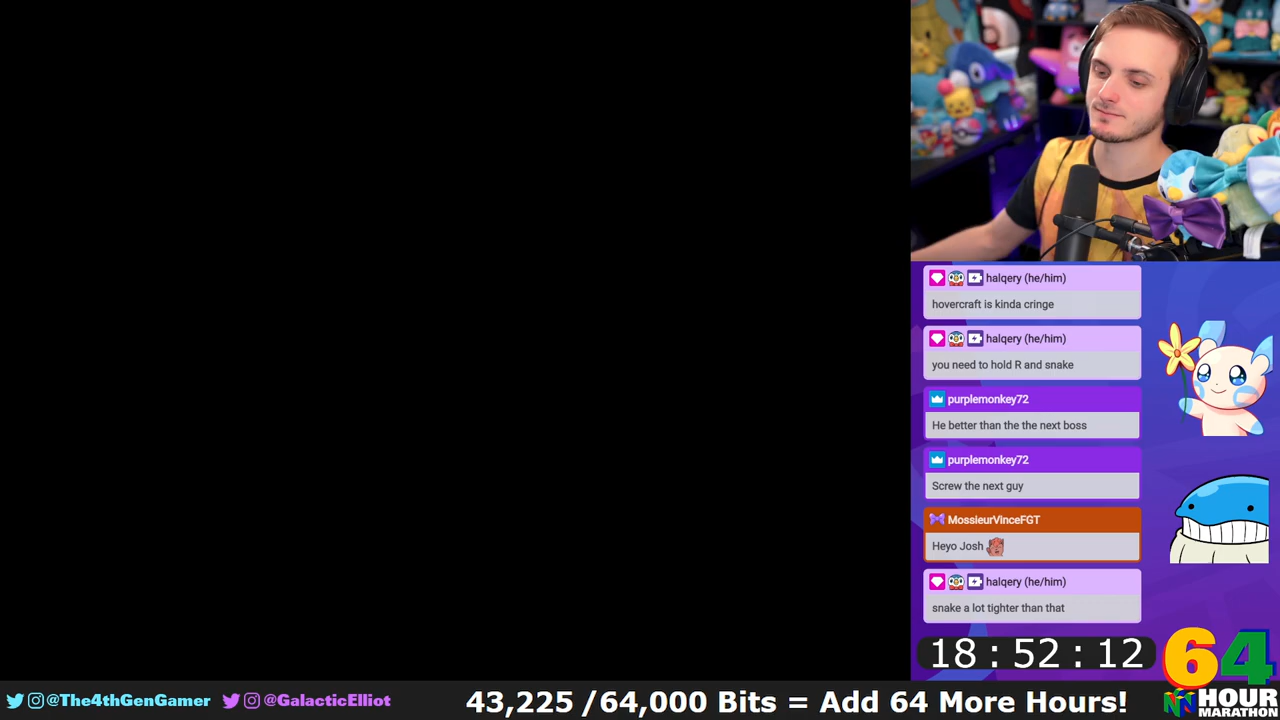 halqery (he/him)
hovercraft is kinda cringe
halqery (he/him)
you need to hold R and snake
purplemonkey72
He better than the the next boss
purplemonkey72
Screw the next guy
MossieurVinceFGT
Heyo Josh
halqery (he/him)
snake a lot tighter than that
18:52:12
64
HOUR
MARATHON
@The4thGenGamer @GalacticElliot 43,225/64,000 Bits = Add 64 More Hours!